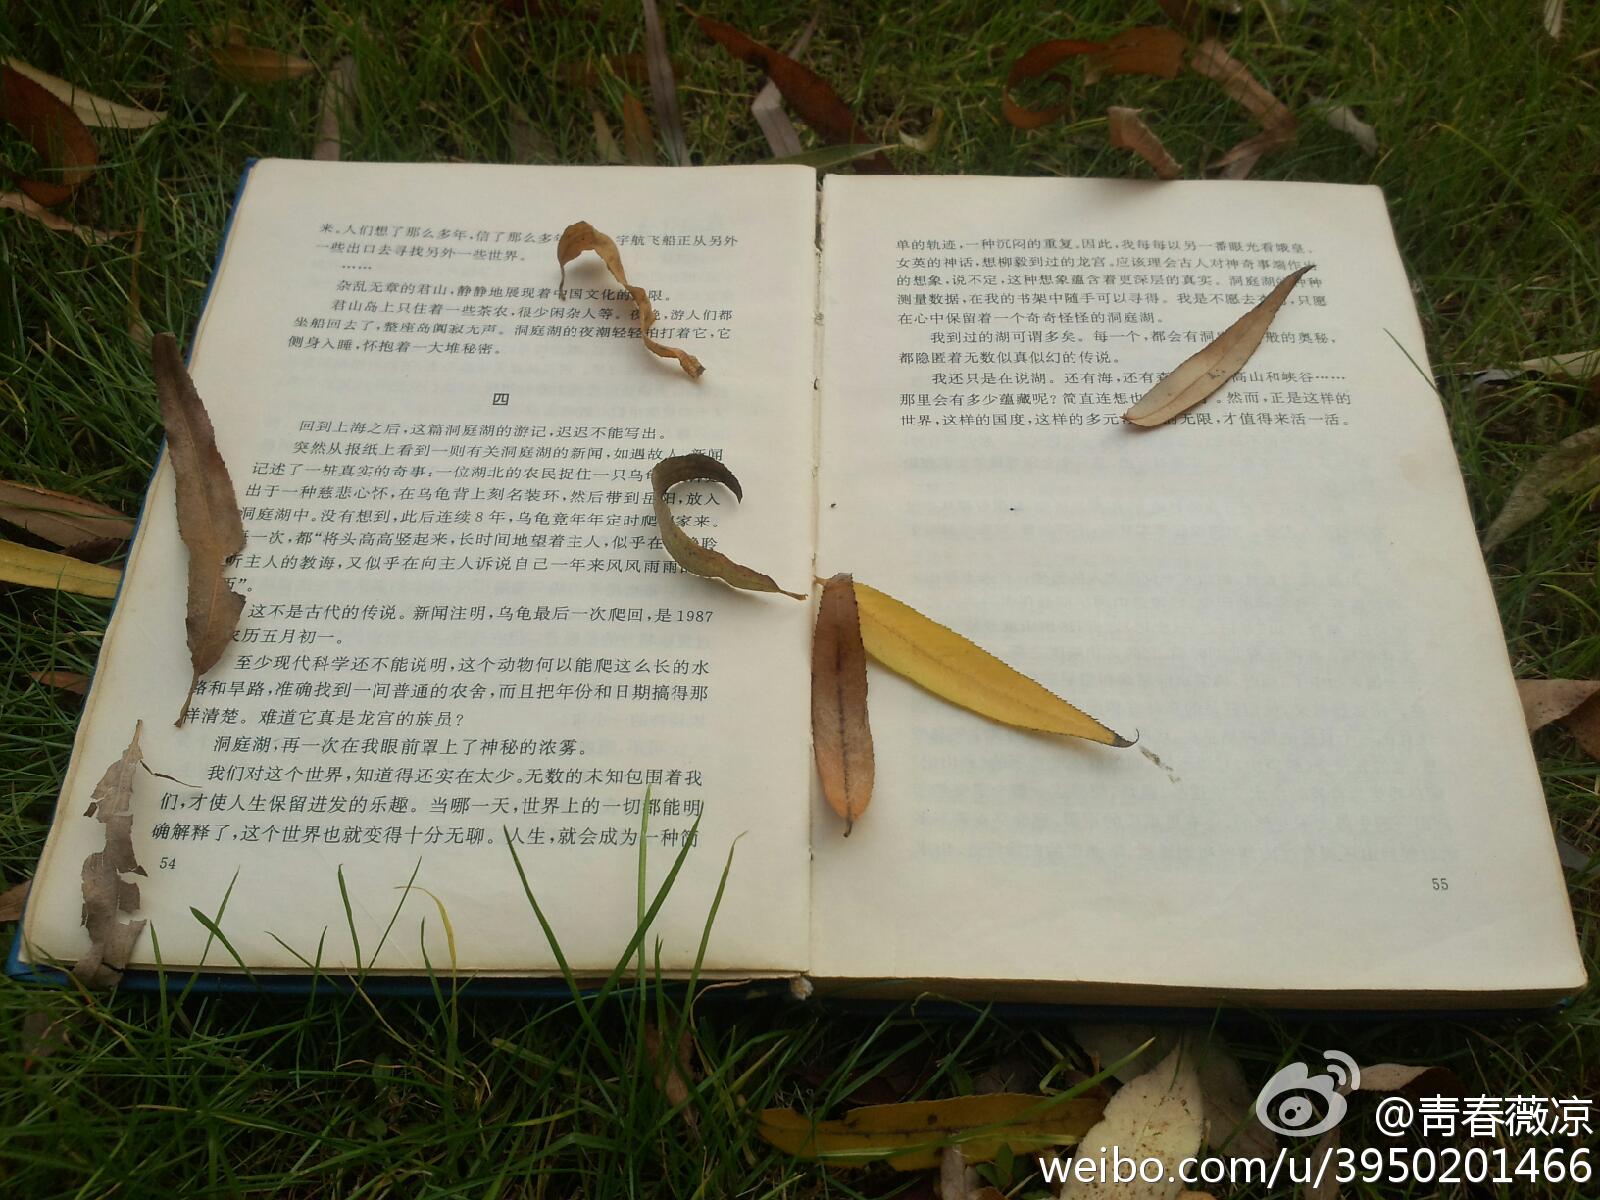 来。人们想了那么多年,信了那么多年 宇航飞船正从另外
一些出口去寻找另外一些世界。
……
杂乱无章的君山,静静地展现着中国文化的 限。
君山岛上只住着一些茶农,很少闲杂人等。夜晚,游人们都
坐船回去了,整座岛阒寂无声。洞庭湖的夜潮轻轻拍打着它,它
侧身入睡,怀抱着一大堆秘密。
四
回到上海之后,这篇洞庭湖的游记,迟迟不能写出。
突然从报纸上看到一则有关洞庭湖的新闻,如遇故人。新闻
记述了一桩真实的奇事:一位湖北的农民捉住一只乌
出于一种慈悲心怀,在乌龟背上刻名装环,然后带到岳阳,放入
洞庭湖中。没有想到,此后连续8年,乌龟竟年年定时爬 家来。
每一次,都“将头高高竖起来,长时间地望着主人,似乎在 聆
听主人的教诲,又似乎在向主人诉说自己一年来风风雨雨
”。
这不是古代的传说。新闻注明,乌龟最后一次爬回,是1987
农历五月初一。
至少现代科学还不能说明,这个动物何以能爬这么长的水
路和旱路,准确找到一间普通的农舍,而且把年份和日期搞得那
样清楚。难道它真是龙宫的族员?
洞庭湖,再一次在我眼前罩上了神秘的浓雾。
我们对这个世界,知道得还实在太少。无数的未知包围着我
们,才使人生保留进发的乐趣。当哪一天,世界上的一切都能明
确解释了,这个世界也就变得十分无聊。人生,就会成为一种简
54
单的轨迹,一种沉闷的重复。因此,我每每以另一番眼光看娥皇、
女英的神话,想柳毅到过的龙宫。应该理会古人对神奇事端作出
的想象,说不定,这种想象蕴含着更深层的真实。洞庭湖的种种
测量数据,在我的书架中随手可以寻得。我是不愿去 ,只愿
在心中保留着一个奇奇怪怪的洞庭湖。
我到过的湖可谓多矣。每一个,都会有洞 般的奥秘,
都隐匿着无数似真似幻的传说。
我还只是在说湖。还有海,还有 高山和峡谷……
那里会有多少蕴藏呢?简直连想也 。然而,正是这样的
世界,这样的国度,这样的多元 的无限,才值得来活一活。
55
@青春薇凉
weibo.com/u/3950201466